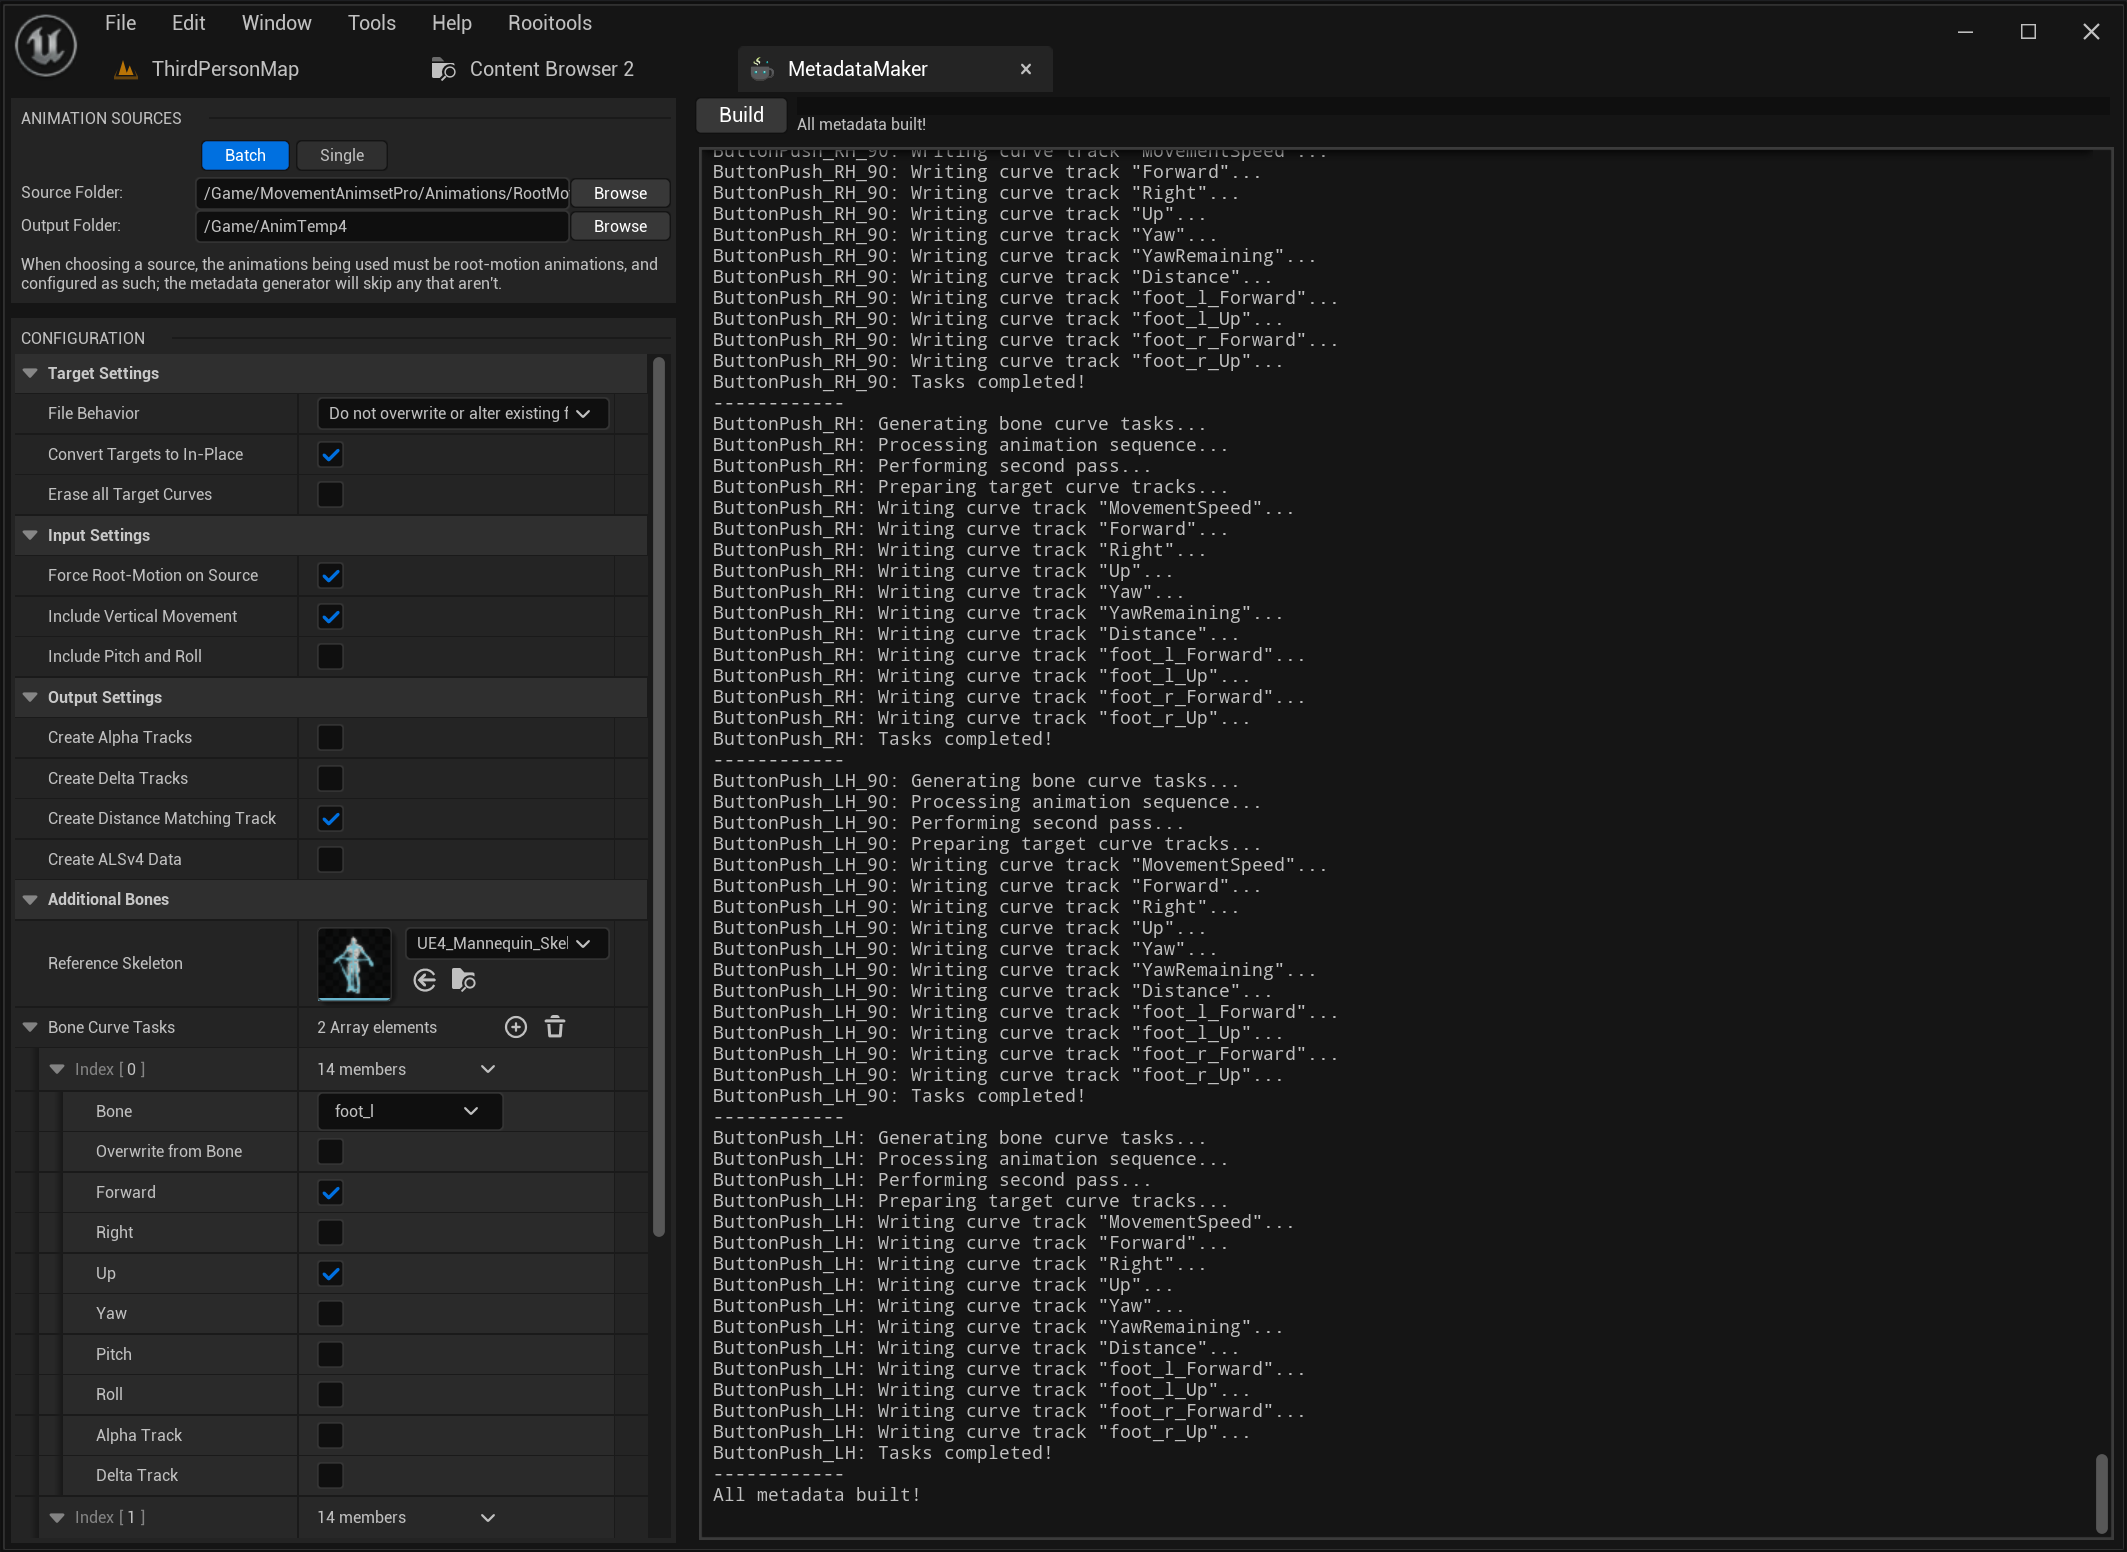 File Edit Window Tools Help Rooitools
ThirdPersonMap Content Browser 2 MetadataMaker
ANIMATION SOURCES
Batch Single
Source Folder: /Game/MovementAnimsetPro/Animations/RootMo Browse
Output Folder: /Game/AnimTemp4 Browse
When choosing a source, the animations being used must be root-motion animations, and
configured as such; the metadata generator will skip any that aren't.
CONFIGURATION
Target Settings
File Behavior Do not overwrite or alter existing f
Convert Targets to In-Place
Erase all Target Curves
Input Settings
Force Root-Motion on Source
Include Vertical Movement
Include Pitch and Roll
Output Settings
Create Alpha Tracks
Create Delta Tracks
Create Distance Matching Track
Create ALSv4 Data
Additional Bones
Reference Skeleton UE4_Mannequin_Skel
Bone Curve Tasks 2 Array elements
Index [ 0 ] 14 members
Bone foot_l
Overwrite from Bone
Forward
Right
Up
Yaw
Pitch
Roll
Alpha Track
Delta Track
Index [ 1 ] 14 members
Build All metadata built!
ButtonPush_RH_90: Writing curve track "MovementSpeed"...
ButtonPush_RH_90: Writing curve track "Forward"...
ButtonPush_RH_90: Writing curve track "Right"...
ButtonPush_RH_90: Writing curve track "Up"...
ButtonPush_RH_90: Writing curve track "Yaw"...
ButtonPush_RH_90: Writing curve track "YawRemaining"...
ButtonPush_RH_90: Writing curve track "Distance"...
ButtonPush_RH_90: Writing curve track "foot_l_Forward"...
ButtonPush_RH_90: Writing curve track "foot_l_Up"...
ButtonPush_RH_90: Writing curve track "foot_r_Forward"...
ButtonPush_RH_90: Writing curve track "foot_r_Up"...
ButtonPush_RH_90: Tasks completed!
------------
ButtonPush_RH: Generating bone curve tasks...
ButtonPush_RH: Processing animation sequence...
ButtonPush_RH: Performing second pass...
ButtonPush_RH: Preparing target curve tracks...
ButtonPush_RH: Writing curve track "MovementSpeed"...
ButtonPush_RH: Writing curve track "Forward"...
ButtonPush_RH: Writing curve track "Right"...
ButtonPush_RH: Writing curve track "Up"...
ButtonPush_RH: Writing curve track "Yaw"...
ButtonPush_RH: Writing curve track "YawRemaining"...
ButtonPush_RH: Writing curve track "Distance"...
ButtonPush_RH: Writing curve track "foot_l_Forward"...
ButtonPush_RH: Writing curve track "foot_l_Up"...
ButtonPush_RH: Writing curve track "foot_r_Forward"...
ButtonPush_RH: Writing curve track "foot_r_Up"...
ButtonPush_RH: Tasks completed!
------------
ButtonPush_LH_90: Generating bone curve tasks...
ButtonPush_LH_90: Processing animation sequence...
ButtonPush_LH_90: Performing second pass...
ButtonPush_LH_90: Preparing target curve tracks...
ButtonPush_LH_90: Writing curve track "MovementSpeed"...
ButtonPush_LH_90: Writing curve track "Forward"...
ButtonPush_LH_90: Writing curve track "Right"...
ButtonPush_LH_90: Writing curve track "Up"...
ButtonPush_LH_90: Writing curve track "Yaw"...
ButtonPush_LH_90: Writing curve track "YawRemaining"...
ButtonPush_LH_90: Writing curve track "Distance"...
ButtonPush_LH_90: Writing curve track "foot_l_Forward"...
ButtonPush_LH_90: Writing curve track "foot_l_Up"...
ButtonPush_LH_90: Writing curve track "foot_r_Forward"...
ButtonPush_LH_90: Writing curve track "foot_r_Up"...
ButtonPush_LH_90: Tasks completed!
------------
ButtonPush_LH: Generating bone curve tasks...
ButtonPush_LH: Processing animation sequence...
ButtonPush_LH: Performing second pass...
ButtonPush_LH: Preparing target curve tracks...
ButtonPush_LH: Writing curve track "MovementSpeed"...
ButtonPush_LH: Writing curve track "Forward"...
ButtonPush_LH: Writing curve track "Right"...
ButtonPush_LH: Writing curve track "Up"...
ButtonPush_LH: Writing curve track "Yaw"...
ButtonPush_LH: Writing curve track "YawRemaining"...
ButtonPush_LH: Writing curve track "Distance"...
ButtonPush_LH: Writing curve track "foot_l_Forward"...
ButtonPush_LH: Writing curve track "foot_l_Up"...
ButtonPush_LH: Writing curve track "foot_r_Forward"...
ButtonPush_LH: Writing curve track "foot_r_Up"...
ButtonPush_LH: Tasks completed!
------------
All metadata built!